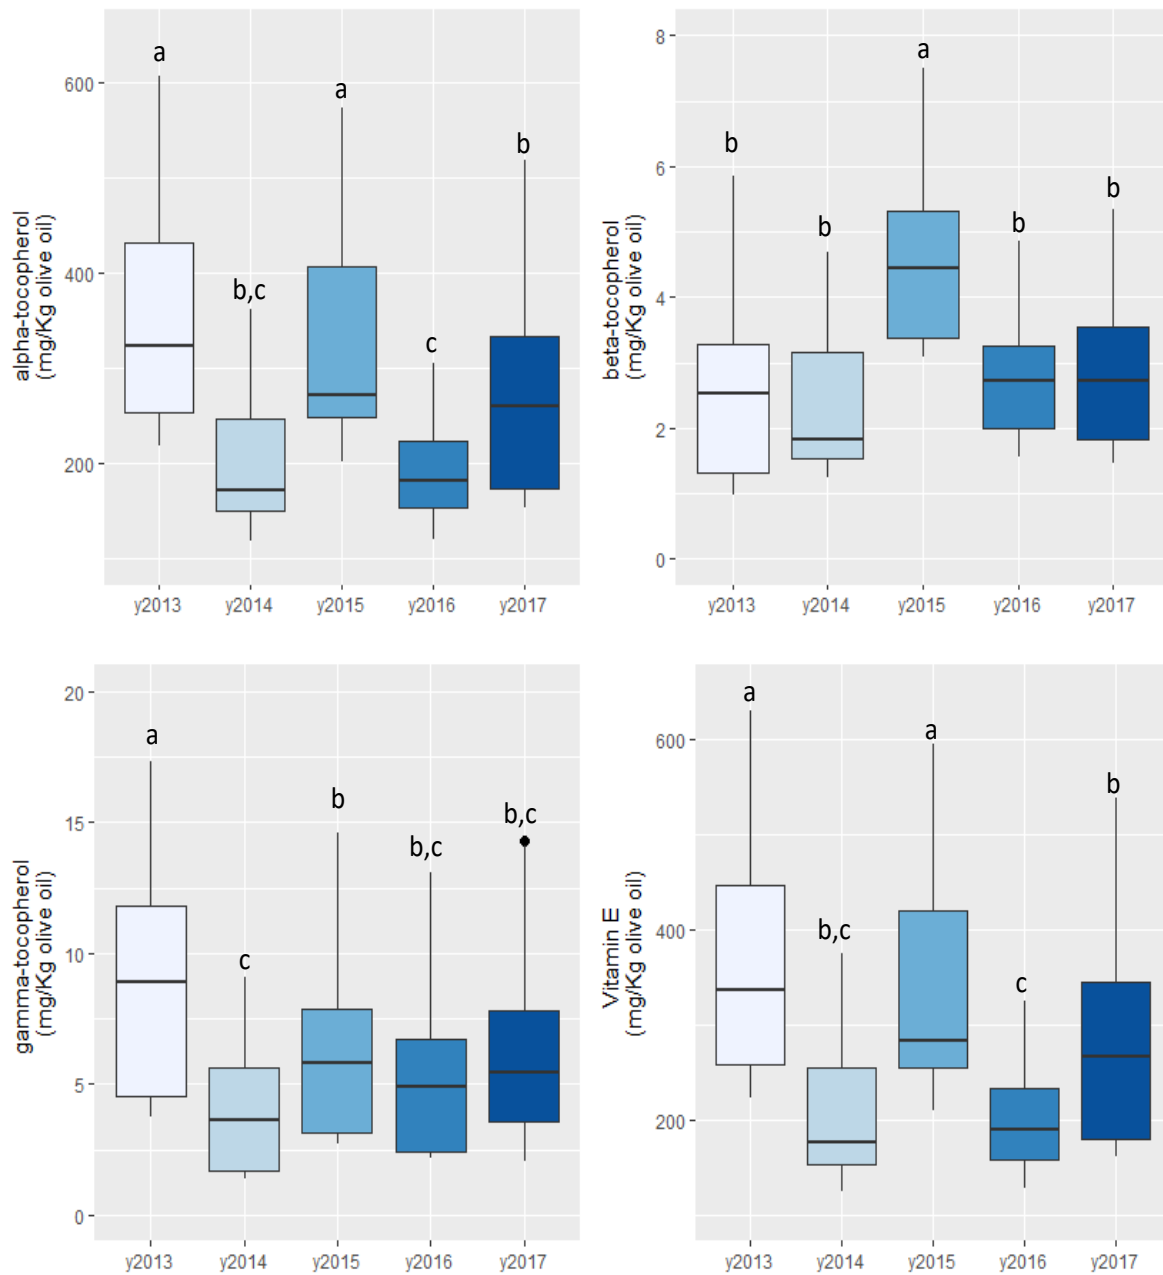 alpha-tocopherol
(mg/Kg olive oil)
600
400
200
a
b,c
a
c
b
y2013 y2014 y2015 y2016 y2017
beta-tocopherol
(mg/Kg olive oil)
8
6
4
2
0
b
b
a
b
b
y2013 y2014 y2015 y2016 y2017
gamma-tocopherol
(mg/Kg olive oil)
20
15
10
5
0
a
c
b
b,c
b,c
y2013 y2014 y2015 y2016 y2017
Vitamin E
(mg/Kg olive oil)
600
400
200
a
b,c
a
c
b
y2013 y2014 y2015 y2016 y2017